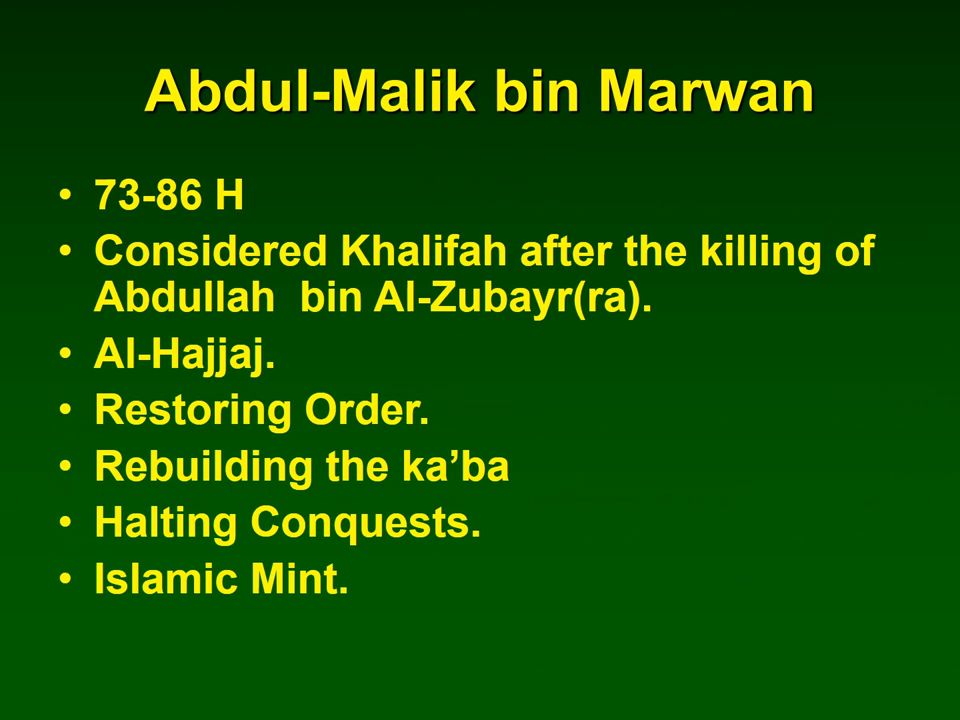 Abdul-Malik bin Marwan
• 73-86 H
• Considered Khalifah after the killing of
Abdullah  bin Al-Zubayr(ra).
• Al-Hajjaj.
• Restoring Order.
• Rebuilding the ka’ba
• Halting Conquests.
• Islamic Mint.